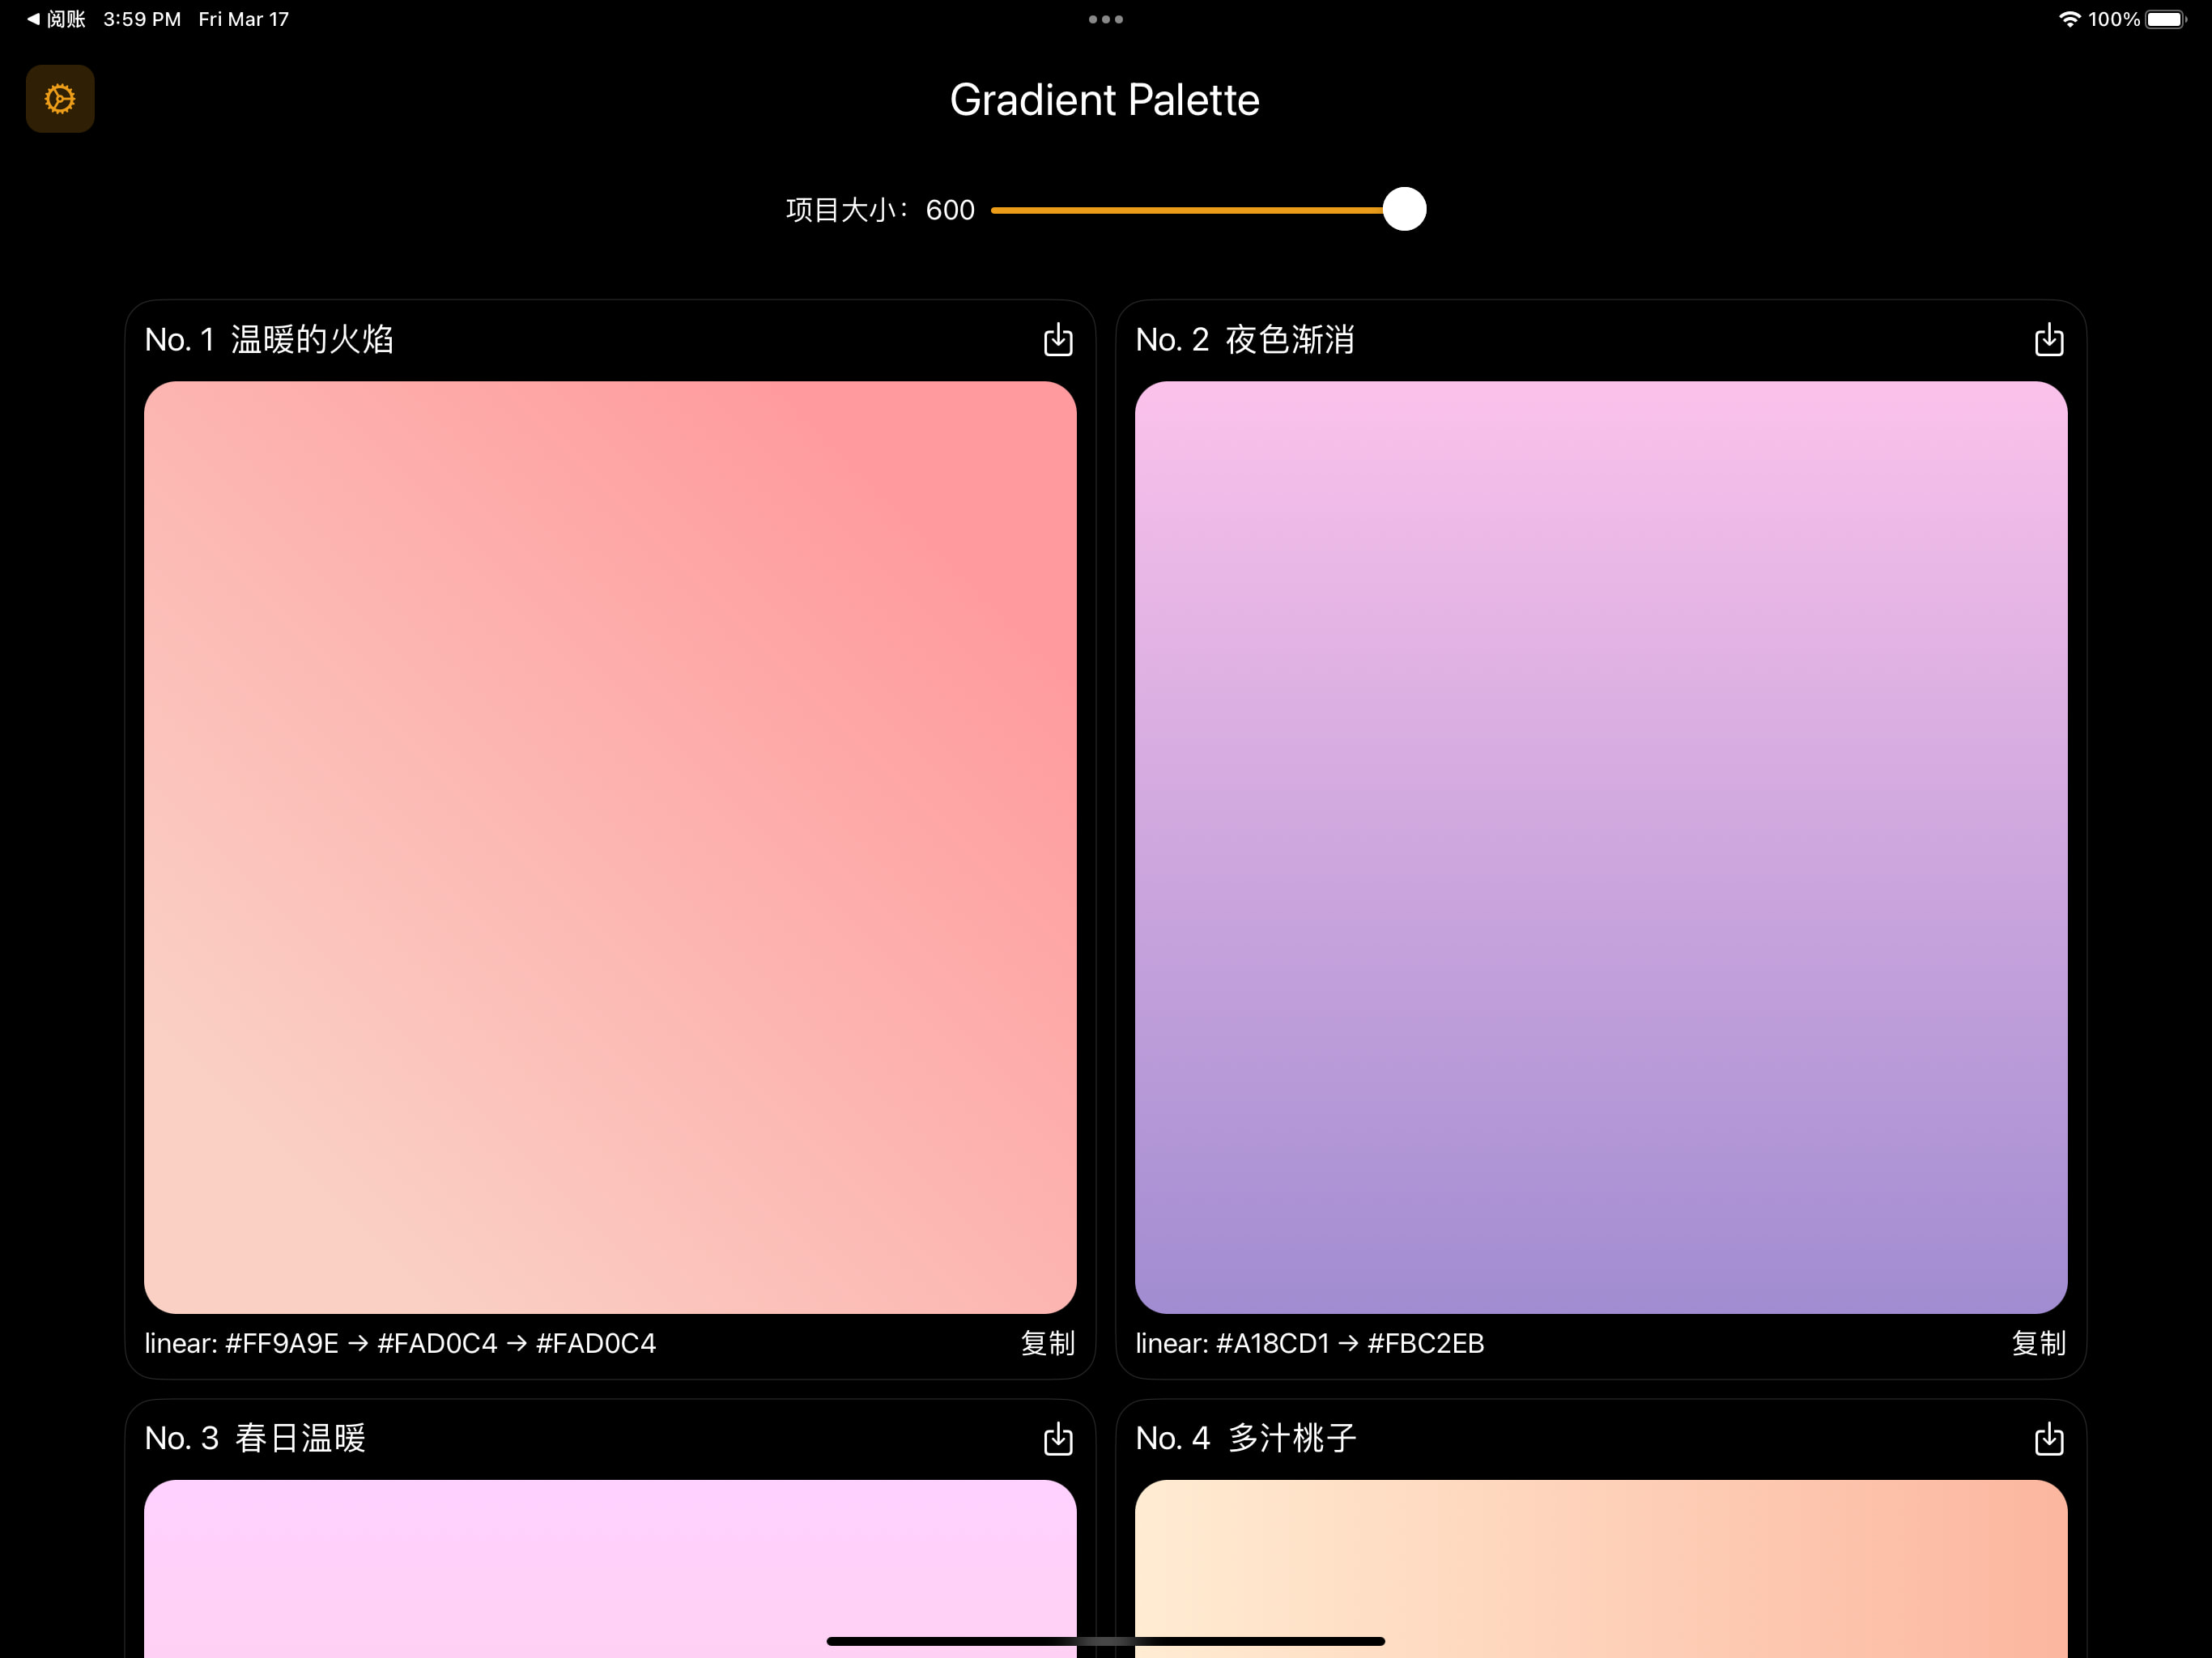 阅账 3:59 PM Fri Mar 17
100%
Gradient Palette
项目大小: 600
No. 1 温暖的火焰
No. 2 夜色渐消
linear: #FF9A9E → #FAD0C4 → #FAD0C4 复制
linear: #A18CD1 → #FBC2EB 复制
No. 3 春日温暖
No. 4 多汁桃子